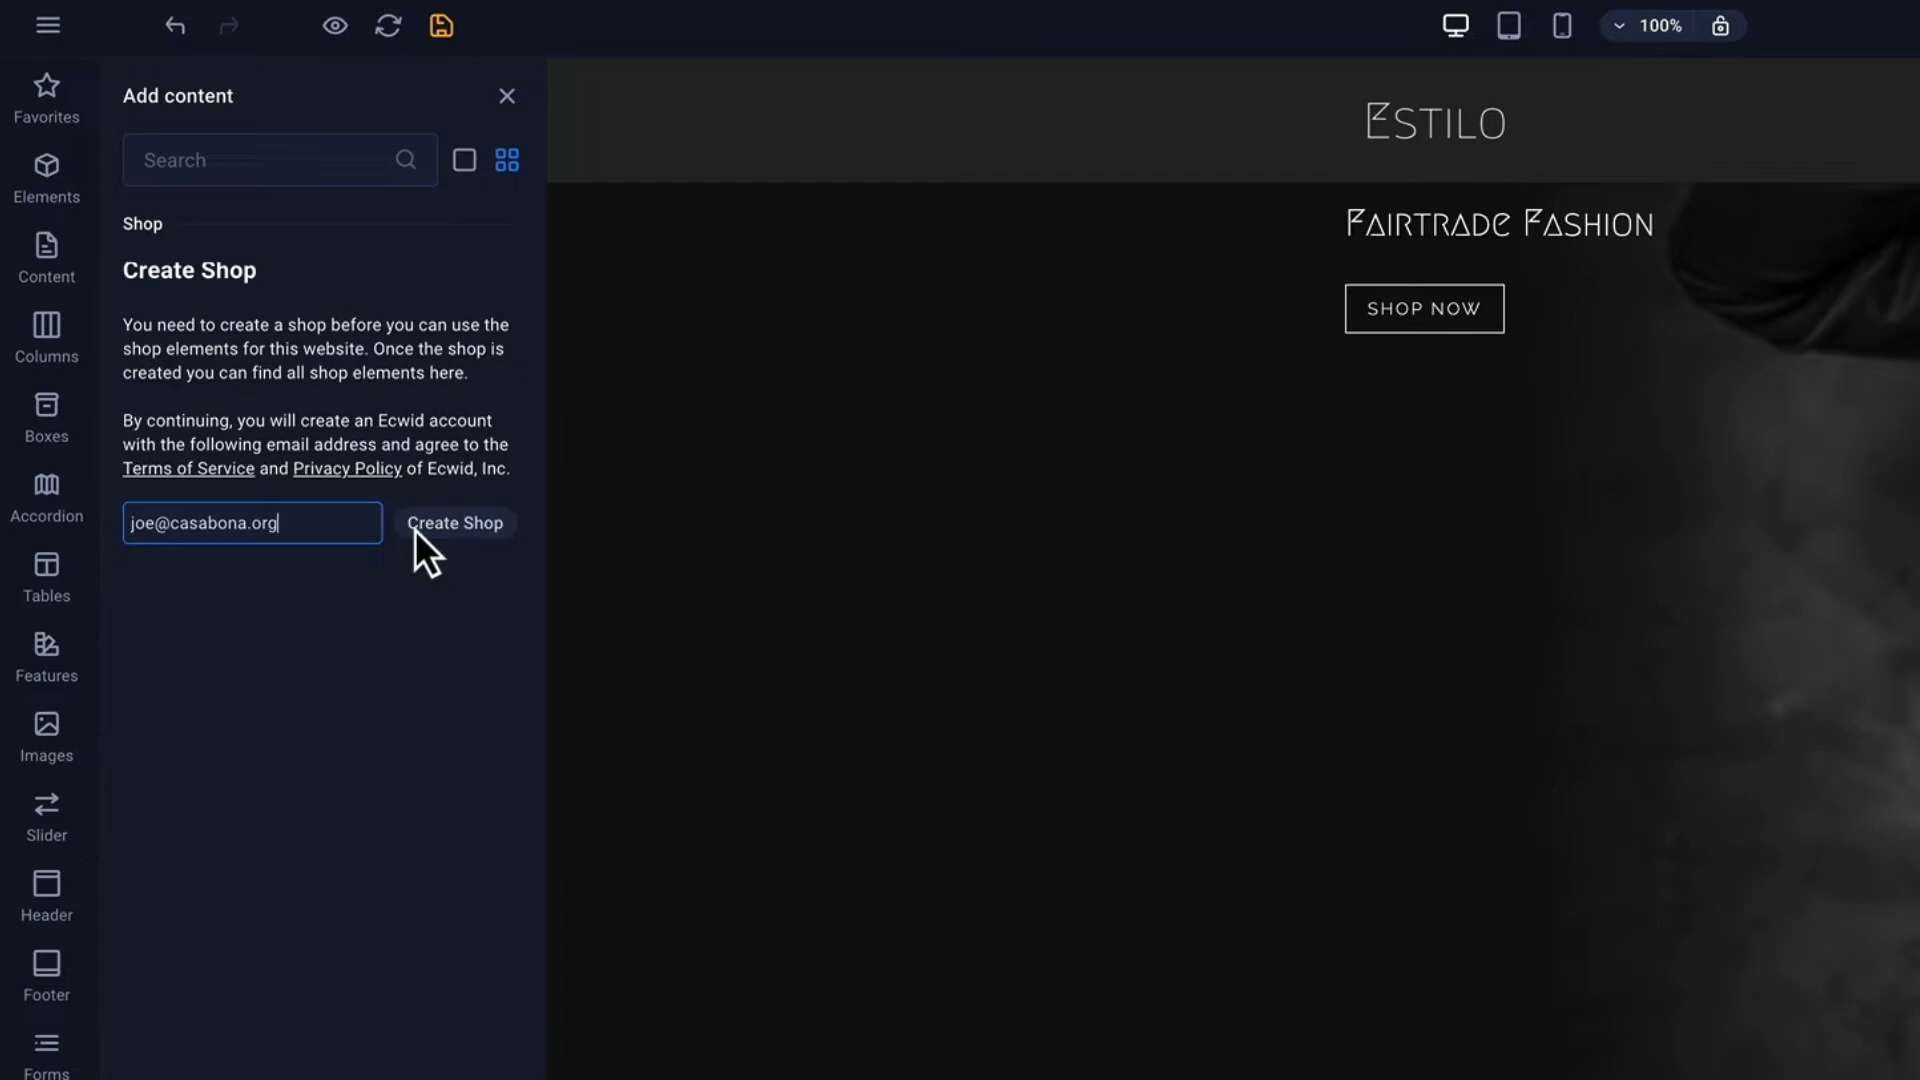 100%
Favorites
Elements
Content
Columns
Boxes
Accordion
Tables
Features
Images
Slider
Header
Footer
Forms
Add content
Search
Shop
Create Shop
You need to create a shop before you can use the
shop elements for this website. Once the shop is
created you can find all shop elements here.
By continuing, you will create an Ecwid account
with the following email address and agree to the
Terms of Service and Privacy Policy of Ecwid, Inc.
joe@casabona.org
Create Shop
ESTILO
FAIRTRADE FASHION
SHOP NOW